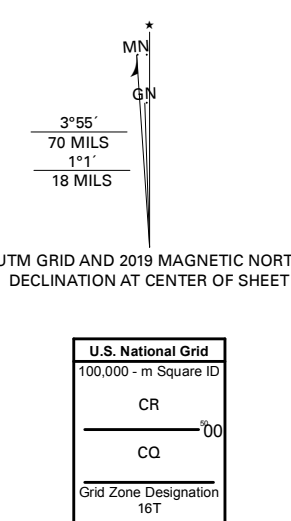 ★
MN
GN
3°55´
70 MILS
1°1´
18 MILS
UTM GRID AND 2019 MAGNETIC NORT
DECLINATION AT CENTER OF SHEET
U.S. National Grid
100,000 - m Square ID
CR
5000
CQ
Grid Zone Designation
16T